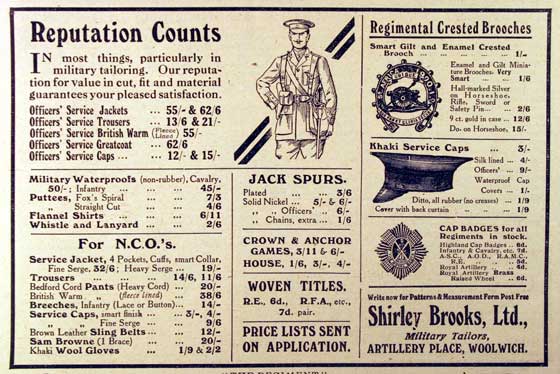 Reputation Counts
IN most things, particularly in
military tailoring. Our reputa-
tion for value in cut, fit and material
guarantees your pleased satisfaction.
Officers' Service Jackets ... 55/- & 62/6
Officers' Service Trousers ... 13/6 & 21/-
Officers' Service British Warm (Fleece Lined) 55/-
Officers' Service Greatcoat ... 62/6
Officers' Service Caps ... ... 12/- & 15/-
Military Waterproofs (non-rubber), Cavalry,
50/-; Infantry ... ... ... 45/-
Puttees, Fox's Spiral ... ... 7/3
„ Straight Cut ... ... 4/6
Flannel Shirts ... ... ... 6/11
Whistle and Lanyard ... ... 2/6
For N.C.O.'s.
Service Jacket, 4 Pockets, Cuffs, smart Collar,
Fine Serge, 32/6; Heavy Serge ... 19/-
Trousers ... ... ... 14/6, 11/6
Bedford Cord Pants (Heavy Cord) ... 20/-
British Warm „ (fleece lined) ... 38/6
Breeches, Infantry (Lace or Button)... 14/-
Service Caps, smart finish ... 3/-, 4/-
„ „ Fine Serge ... ... 9/6
Brown Leather Sling Belts ... ... 12/-
Sam Browne (1 Brace) ... ... 20/-
Khaki Wool Gloves ... ... 1/9 & 2/2
JACK SPURS.
Plated ... ... ... 3/6
Solid Nickel ... 5/- & 6/-
„ „ Officers' ... 6/-
„ „ Chains, extra ... 1/6
CROWN & ANCHOR
GAMES, 3/11 & 6/-
HOUSE, 1/6, 3/-, 4/-
WOVEN TITLES.
R.E., 6d., R.F.A., etc.,
7d. pair.
PRICE LISTS SENT
ON APPLICATION.
Regimental Crested Brooches
Smart Gilt and Enamel Crested
Brooch ... ... ... ... 1/-
Enamel and Gilt Minia-
ture Brooches. Very
Smart ... ... 1/6
Hall-marked Silver
on Horseshoe,
Rifle, Sword or
Safety Pin... ... 2/6
9 ct. gold in case ... 12/6
Do. on Horseshoe, 15/-
Khaki Service Caps ... 3/-
Silk lined ... 4/-
Officers' ... 9/-
Waterproof Cap
Covers ... 1/-
Ditto, all rubber (no creases) ... 1/9
Cover with back curtain ... ... 1/9
CAP BADGES for all
Regiments in stock.
Highland Cap Badges ... 6d.
Infantry & Cavalry, etc. 7d.
A.S.C., A.O.D., R.A.M.C.,
R.E. ... ... ... 5d.
Royal Artillery ... ... 4d.
Royal Artillery Brass
Raised Wheel ... 6d.
Write now for Patterns & Measurement Form Post Free
Shirley Brooks, Ltd.,
Military Tailors,
ARTILLERY PLACE, WOOLWICH.